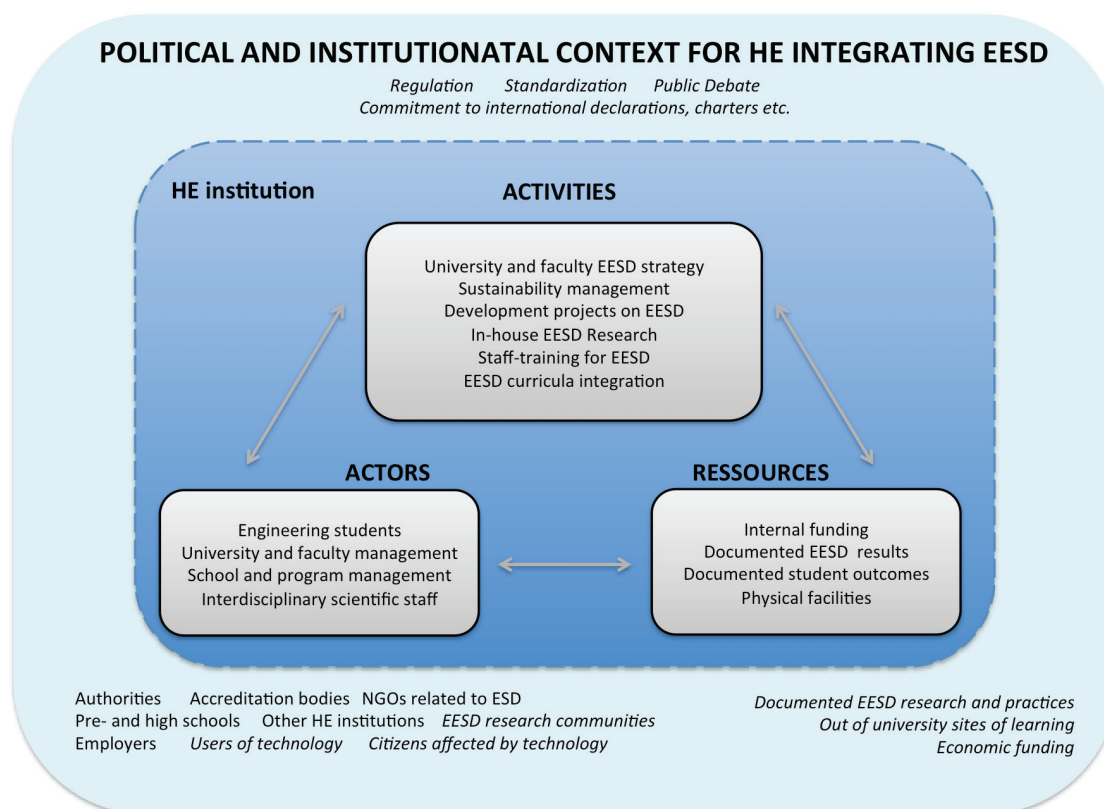 POLITICAL AND INSTITUTIONATAL CONTEXT FOR HE INTEGRATING EESD
Regulation Standardization Public Debate
Commitment to international declarations, charters etc.
HE institution
ACTIVITIES
University and faculty EESD strategy
Sustainability management
Development projects on EESD
In-house EESD Research
Staff-training for EESD
EESD curricula integration
ACTORS
Engineering students
University and faculty management
School and program management
Interdisciplinary scientific staff
RESSOURCES
Internal funding
Documented EESD results
Documented student outcomes
Physical facilities
Authorities Accreditation bodies NGOs related to ESD
Pre- and high schools Other HE institutions EESD research communities
Employers Users of technology Citizens affected by technology
Documented EESD research and practices
Out of university sites of learning
Economic funding